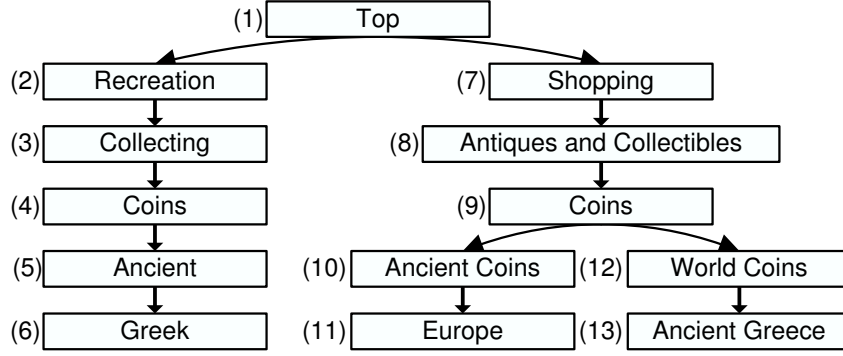 (1) Top
(2) Recreation (7) Shopping
(3) Collecting (8) Antiques and Collectibles
(4) Coins (9) Coins
(5) Ancient (10) Ancient Coins (12) World Coins
(6) Greek (11) Europe (13) Ancient Greece